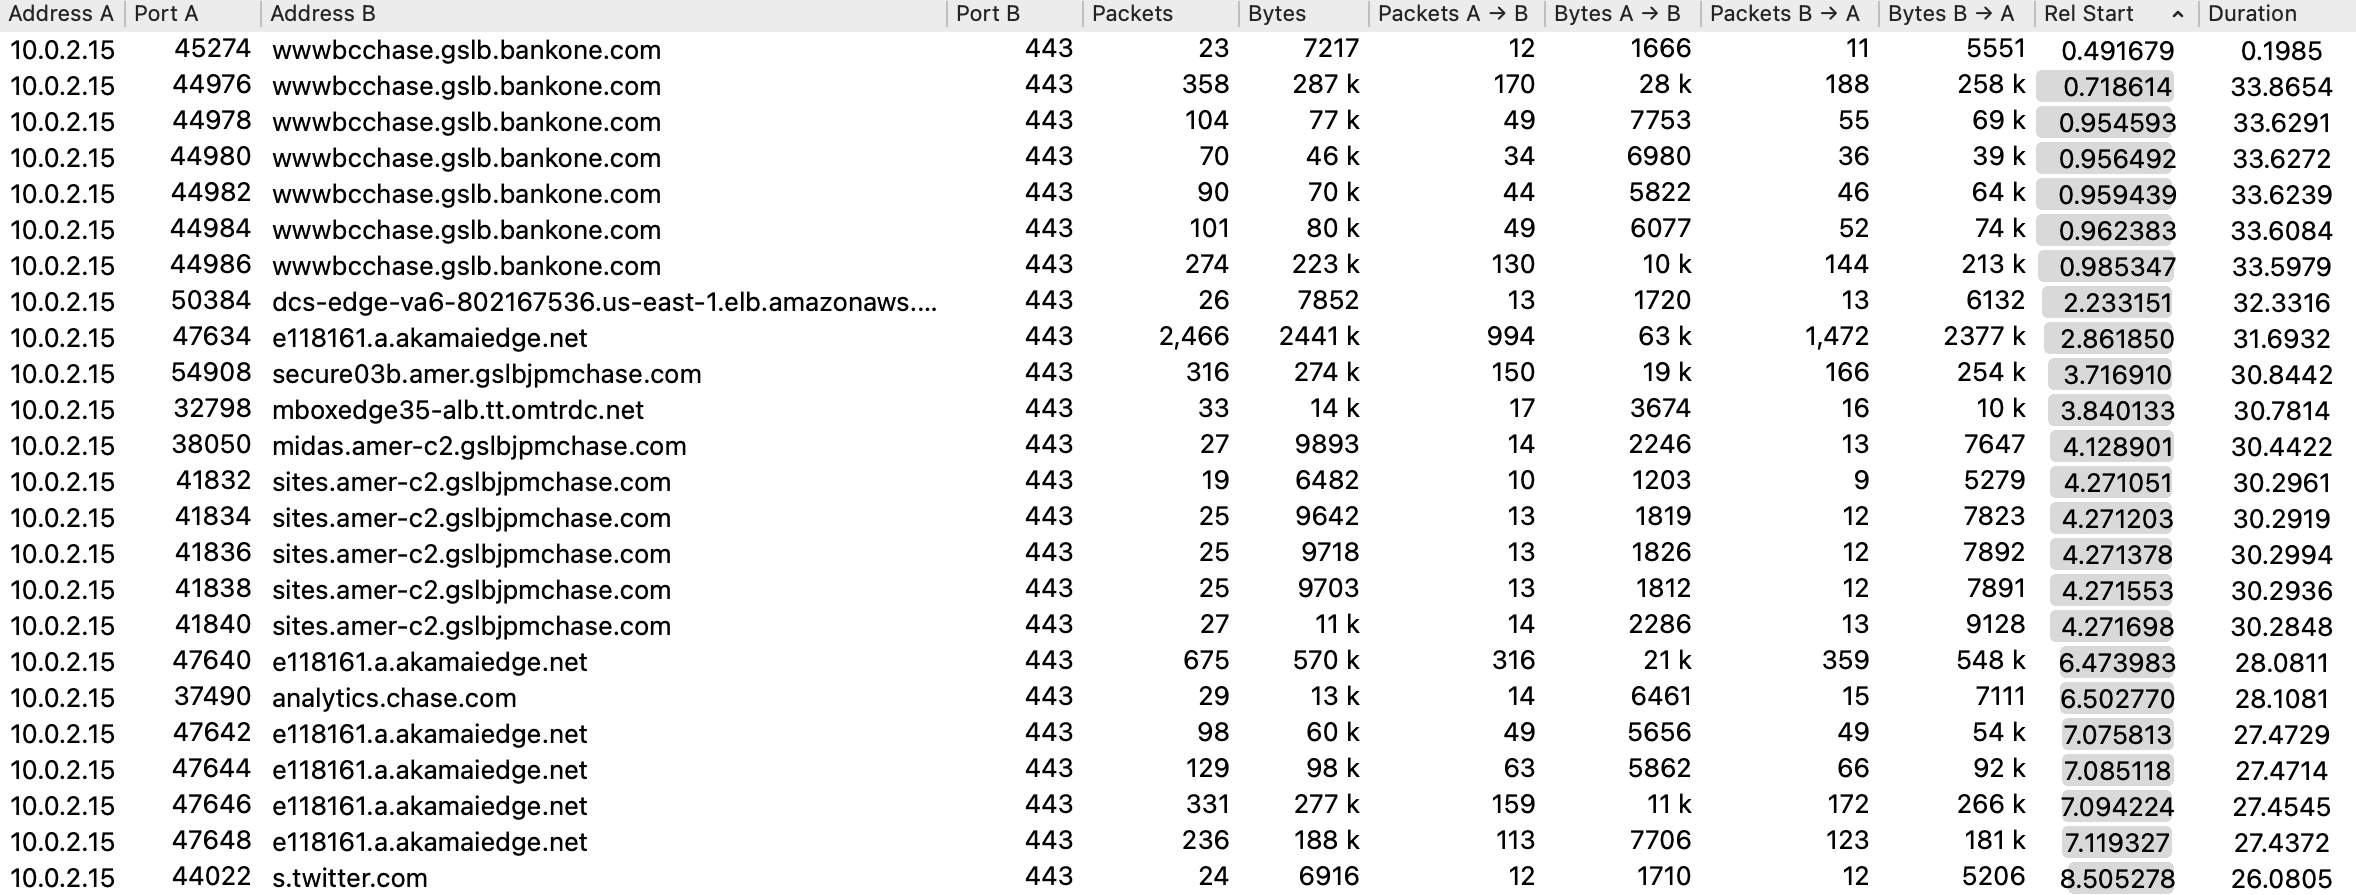 Address A Port A Address B Port B Packets Bytes Packets A → B Bytes A → B Packets B → A Bytes B → A Rel Start ^ Duration
10.0.2.15 45274 wwwbcchase.gslb.bankone.com 443 23 7217 12 1666 11 5551 0.491679 0.1985
10.0.2.15 44976 wwwbcchase.gslb.bankone.com 443 358 287 k 170 28 k 188 258 k 0.718614 33.8654
10.0.2.15 44978 wwwbcchase.gslb.bankone.com 443 104 77 k 49 7753 55 69 k 0.954593 33.6291
10.0.2.15 44980 wwwbcchase.gslb.bankone.com 443 70 46 k 34 6980 36 39 k 0.956492 33.6272
10.0.2.15 44982 wwwbcchase.gslb.bankone.com 443 90 70 k 44 5822 46 64 k 0.959439 33.6239
10.0.2.15 44984 wwwbcchase.gslb.bankone.com 443 101 80 k 49 6077 52 74 k 0.962383 33.6084
10.0.2.15 44986 wwwbcchase.gslb.bankone.com 443 274 223 k 130 10 k 144 213 k 0.985347 33.5979
10.0.2.15 50384 dcs-edge-va6-802167536.us-east-1.elb.amazonaws.... 443 26 7852 13 1720 13 6132 2.233151 32.3316
10.0.2.15 47634 e118161.a.akamaiedge.net 443 2,466 2441 k 994 63 k 1,472 2377 k 2.861850 31.6932
10.0.2.15 54908 secure03b.amer.gslbjpmchase.com 443 316 274 k 150 19 k 166 254 k 3.716910 30.8442
10.0.2.15 32798 mboxedge35-alb.tt.omtrdc.net 443 33 14 k 17 3674 16 10 k 3.840133 30.7814
10.0.2.15 38050 midas.amer-c2.gslbjpmchase.com 443 27 9893 14 2246 13 7647 4.128901 30.4422
10.0.2.15 41832 sites.amer-c2.gslbjpmchase.com 443 19 6482 10 1203 9 5279 4.271051 30.2961
10.0.2.15 41834 sites.amer-c2.gslbjpmchase.com 443 25 9642 13 1819 12 7823 4.271203 30.2919
10.0.2.15 41836 sites.amer-c2.gslbjpmchase.com 443 25 9718 13 1826 12 7892 4.271378 30.2994
10.0.2.15 41838 sites.amer-c2.gslbjpmchase.com 443 25 9703 13 1812 12 7891 4.271553 30.2936
10.0.2.15 41840 sites.amer-c2.gslbjpmchase.com 443 27 11 k 14 2286 13 9128 4.271698 30.2848
10.0.2.15 47640 e118161.a.akamaiedge.net 443 675 570 k 316 21 k 359 548 k 6.473983 28.0811
10.0.2.15 37490 analytics.chase.com 443 29 13 k 14 6461 15 7111 6.502770 28.1081
10.0.2.15 47642 e118161.a.akamaiedge.net 443 98 60 k 49 5656 49 54 k 7.075813 27.4729
10.0.2.15 47644 e118161.a.akamaiedge.net 443 129 98 k 63 5862 66 92 k 7.085118 27.4714
10.0.2.15 47646 e118161.a.akamaiedge.net 443 331 277 k 159 11 k 172 266 k 7.094224 27.4545
10.0.2.15 47648 e118161.a.akamaiedge.net 443 236 188 k 113 7706 123 181 k 7.119327 27.4372
10.0.2.15 44022 s.twitter.com 443 24 6916 12 1710 12 5206 8.505278 26.0805